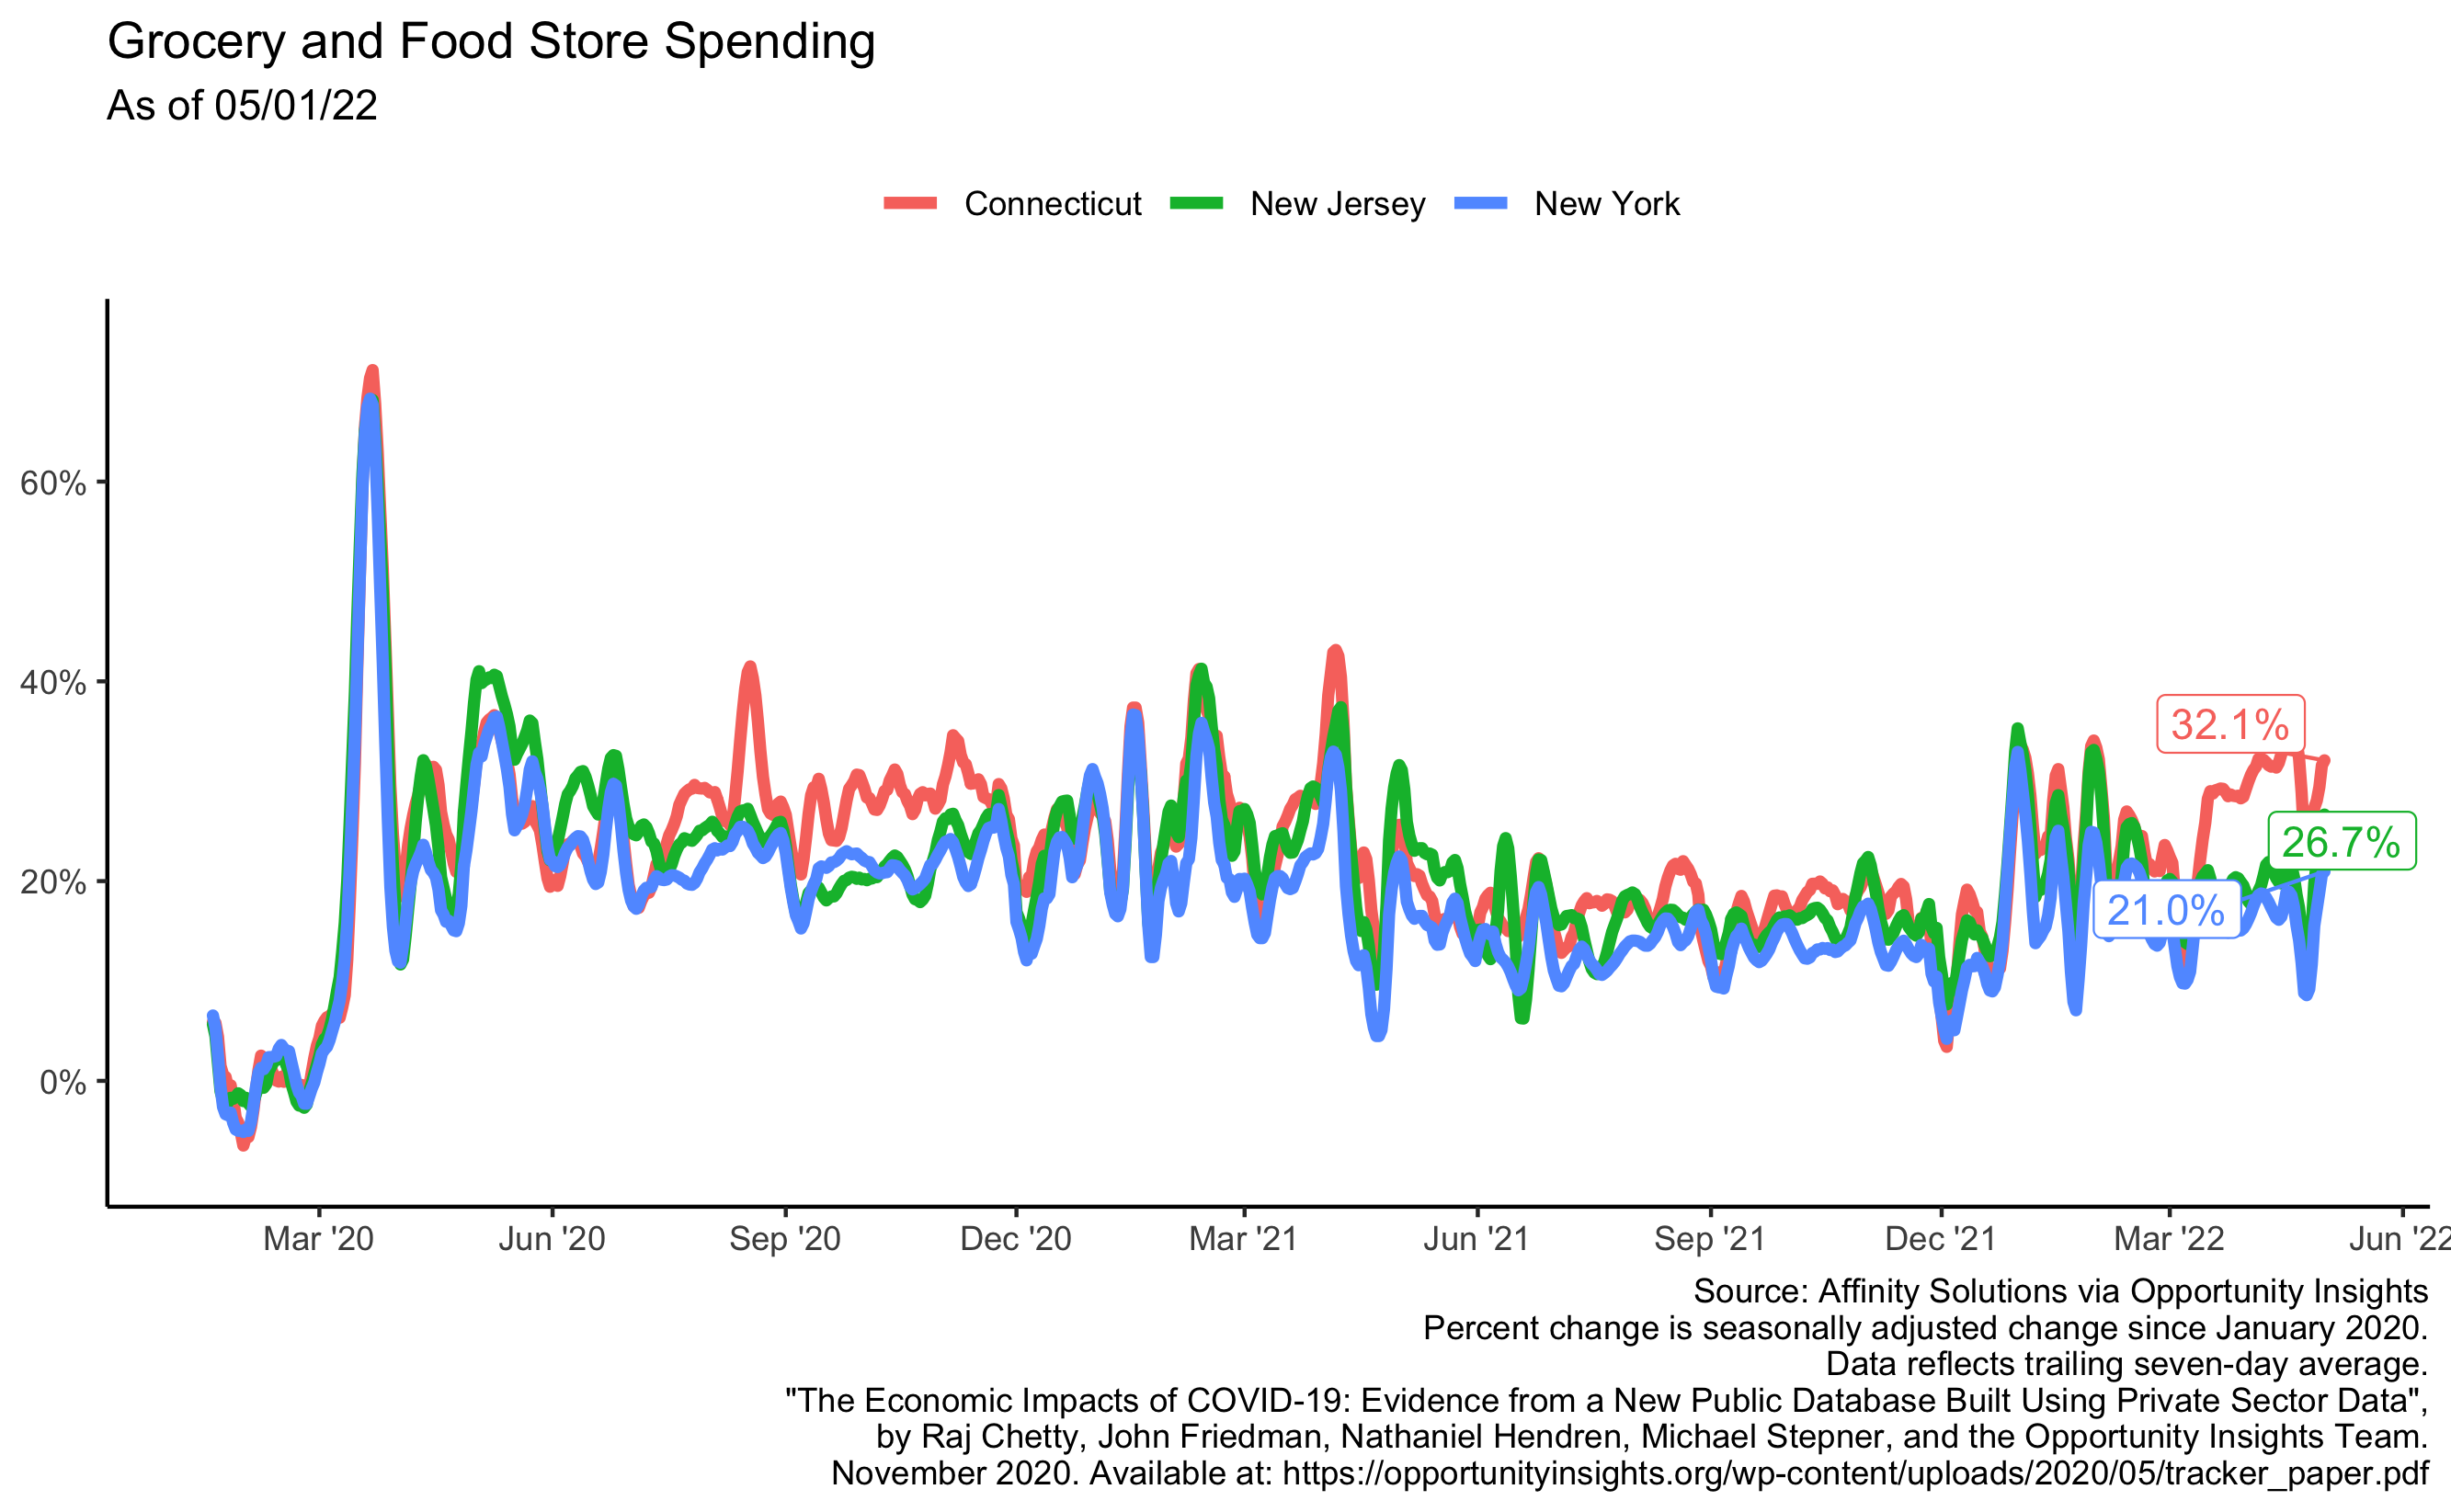 Grocery and Food Store Spending
As of 05/01/22
Connecticut New Jersey New York
60%
40%
20%
0%
32.1%
26.7%
21.0%
Mar '20 Jun '20 Sep '20 Dec '20 Mar '21 Jun '21 Sep '21 Dec '21 Mar '22 Jun '22
Source: Affinity Solutions via Opportunity Insights
Percent change is seasonally adjusted change since January 2020.
Data reflects trailing seven-day average.
"The Economic Impacts of COVID-19: Evidence from a New Public Database Built Using Private Sector Data",
by Raj Chetty, John Friedman, Nathaniel Hendren, Michael Stepner, and the Opportunity Insights Team.
November 2020. Available at: https://opportunityinsights.org/wp-content/uploads/2020/05/tracker_paper.pdf